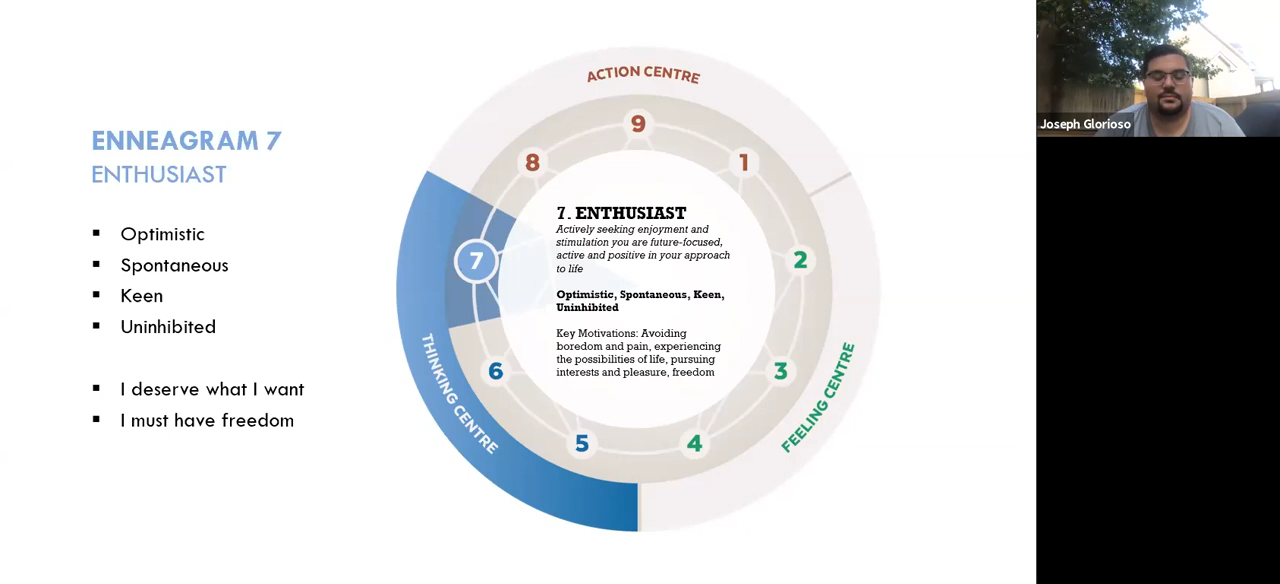 ENNEAGRAM 7
ENTHUSIAST
▪ Optimistic
▪ Spontaneous
▪ Keen
▪ Uninhibited
▪ I deserve what I want
▪ I must have freedom
ACTION CENTRE
9
8
1
7
2
6
3
5
4
THINKING CENTRE
FEELING CENTRE
7. ENTHUSIAST
Actively seeking enjoyment and
stimulation you are future-focused,
active and positive in your approach
to life
Optimistic, Spontaneous, Keen,
Uninhibited
Key Motivations: Avoiding
boredom and pain, experiencing
the possibilities of life, pursuing
interests and pleasure, freedom
Joseph Glorioso